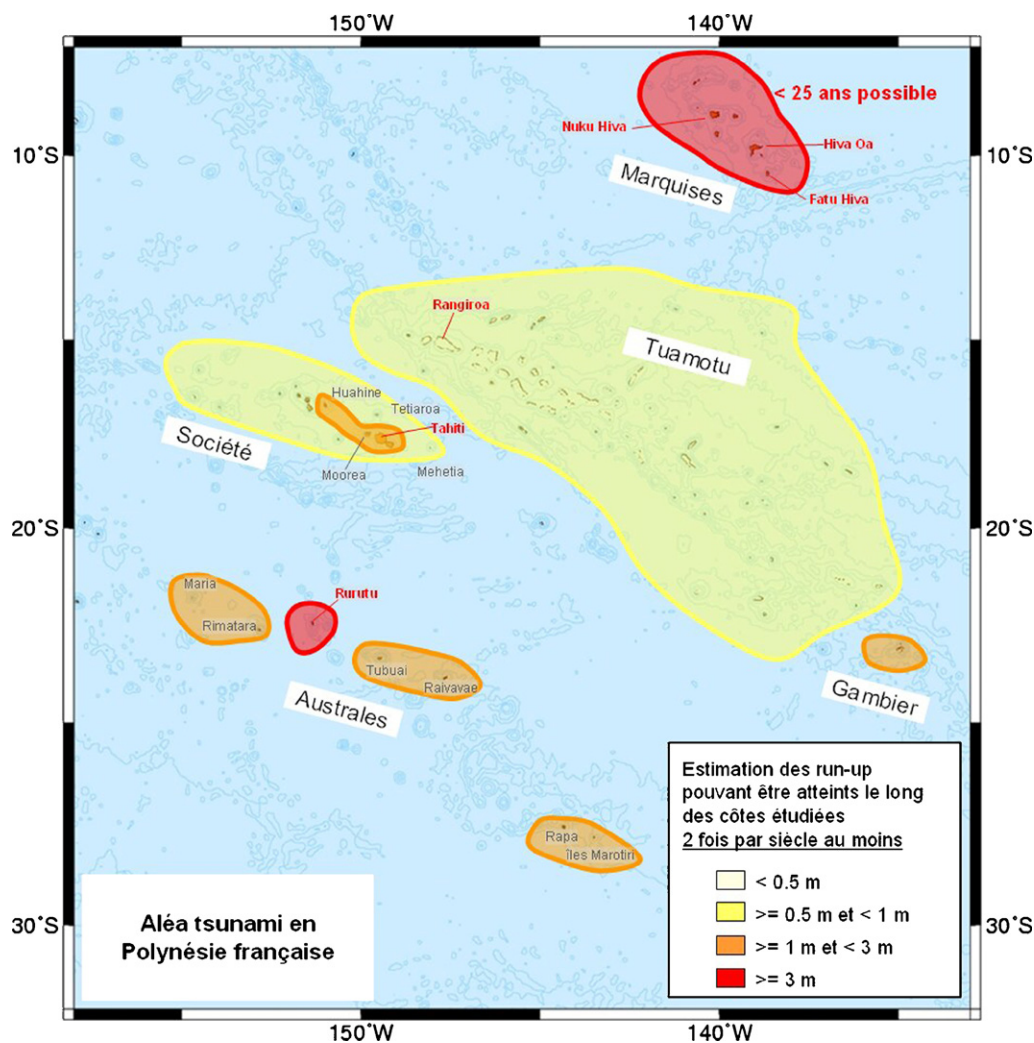 150°W
140°W
< 25 ans possible
Nuku Hiva
Hiva Oa
10°S
10°S
Marquises
Fatu Hiva
Rangiroa
Tuamotu
Huahine
Tetiaroa
Tahiti
Société
Moorea
Mehetia
20°S
20°S
Maria
Rurutu
Rimatara
Tubuai
Raivavae
Gambier
Australes
Estimation des run-up
pouvant être atteints le long
des côtes étudiées
2 fois par siècle au moins
< 0.5 m
>= 0.5 m et < 1 m
>= 1 m et < 3 m
>= 3 m
Rapa
îles Marotiri
Aléa tsunami en
Polynésie française
30°S
30°S
150°W
140°W